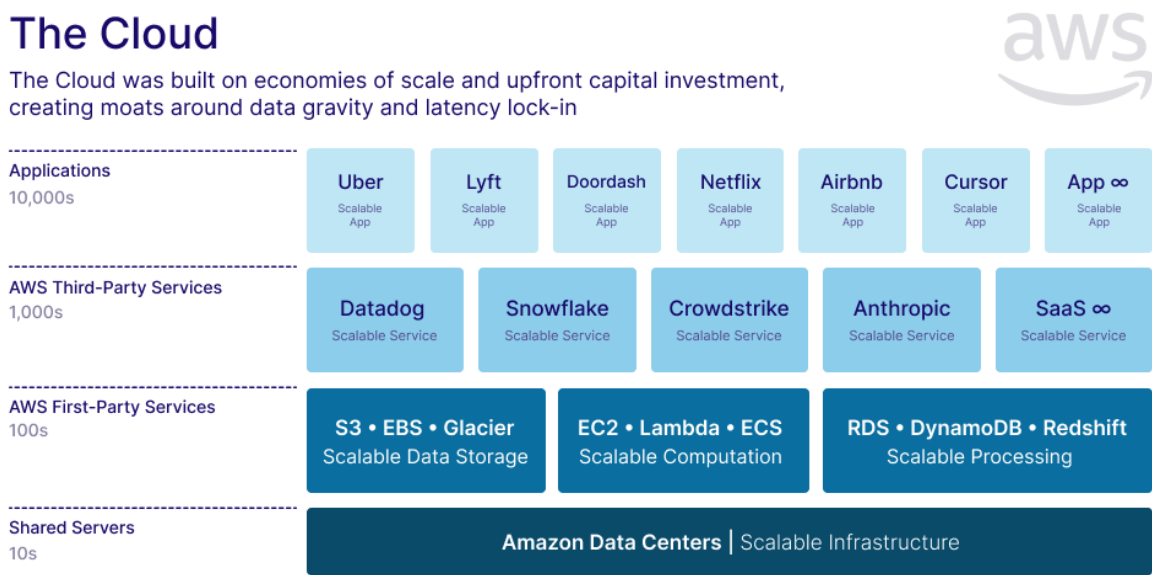 The Cloud
aws
The Cloud was built on economies of scale and upfront capital investment,
creating moats around data gravity and latency lock-in
Applications
10,000s
Uber
Scalable
App
Lyft
Scalable
App
Doordash
Scalable
App
Netflix
Scalable
App
Airbnb
Scalable
App
Cursor
Scalable
App
App ∞
Scalable
App
AWS Third-Party Services
1,000s
Datadog
Scalable Service
Snowflake
Scalable Service
Crowdstrike
Scalable Service
Anthropic
Scalable Service
SaaS ∞
Scalable Service
AWS First-Party Services
100s
S3 • EBS • Glacier
Scalable Data Storage
EC2 • Lambda • ECS
Scalable Computation
RDS • DynamoDB • Redshift
Scalable Processing
Shared Servers
10s
Amazon Data Centers | Scalable Infrastructure